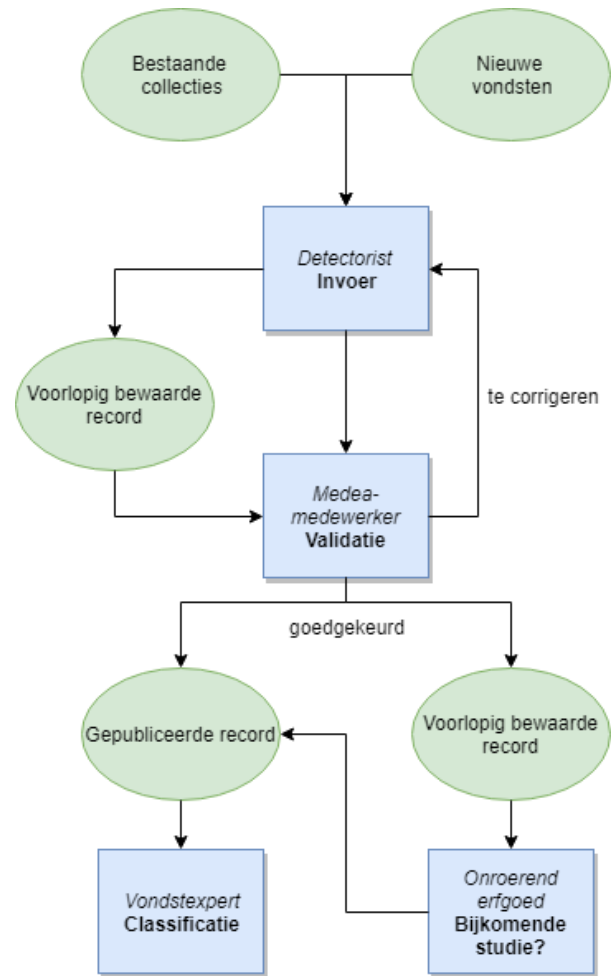 Bestaande
collecties
Nieuwe
vondsten
Detectorist
Invoer
Voorlopig bewaarde
record
te corrigeren
Medea-
medewerker
Validatie
goedgekeurd
Gepubliceerde record
Voorlopig bewaarde
record
Vondstexpert
Classificatie
Onroerend
erfgoed
Bijkomende
studie?